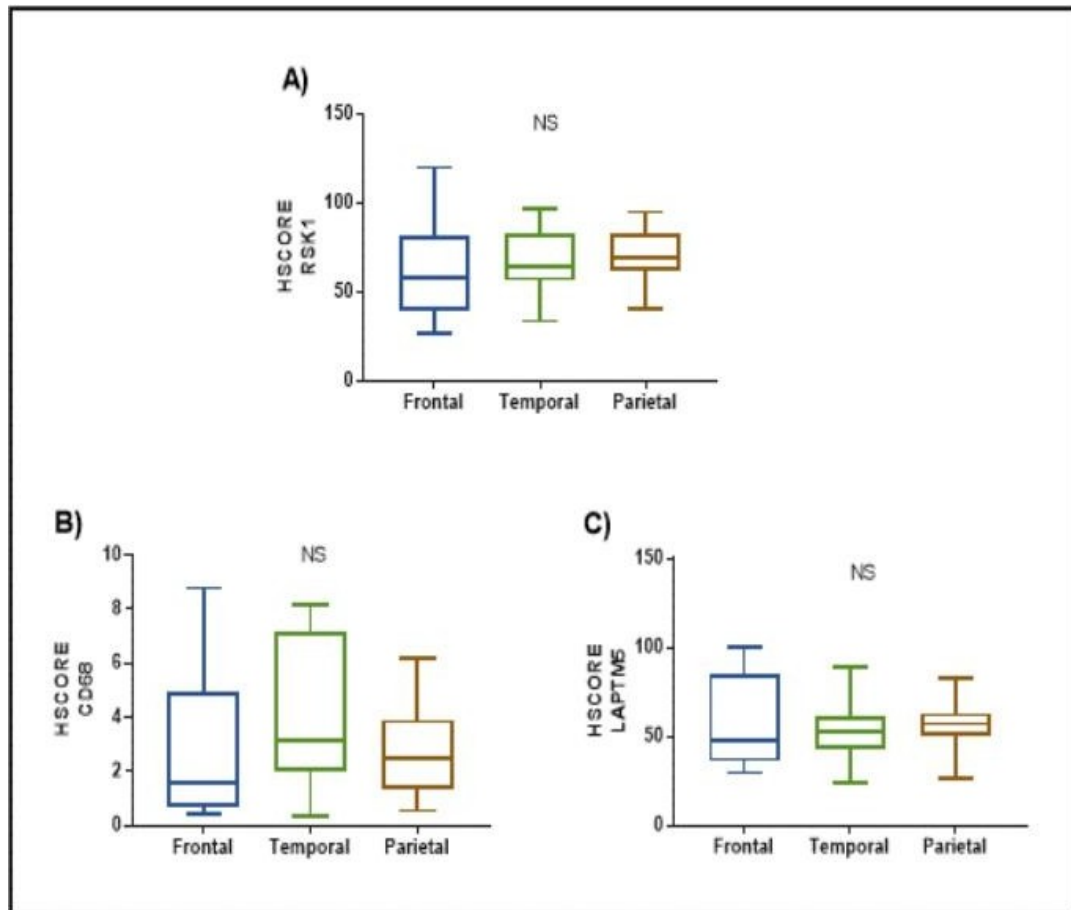 A)
NS
150
100
50
0
HSCORE
RSK1
Frontal Temporal Parietal
B)
NS
10
8
6
4
2
0
HSCORE
CD68
Frontal Temporal Parietal
C)
NS
150
100
50
0
HSCORE
LAPTM5
Frontal Temporal Parietal